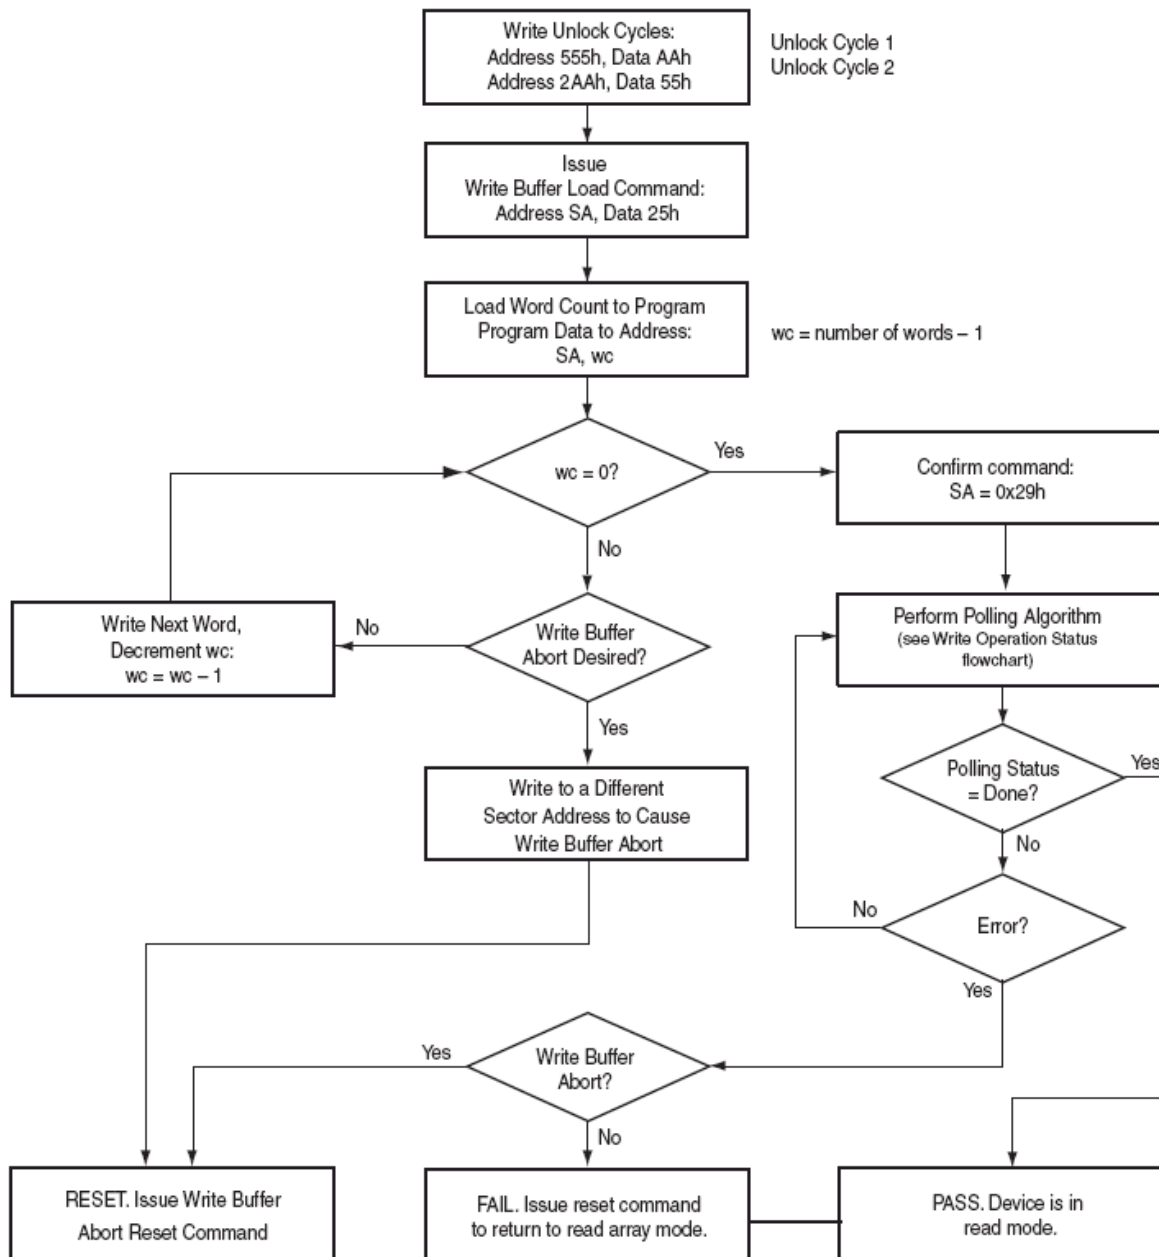 Write Unlock Cycles:
Address 555h, Data AAh
Address 2AAh, Data 55h
Unlock Cycle 1
Unlock Cycle 2
Issue
Write Buffer Load Command:
Address SA, Data 25h
Load Word Count to Program
Program Data to Address:
SA, wc
wc = number of words – 1
wc = 0?
Yes
Confirm command:
SA = 0x29h
No
Write Next Word,
Decrement wc:
wc = wc – 1
No
Write Buffer
Abort Desired?
Perform Polling Algorithm
(see Write Operation Status
flowchart)
Yes
Write to a Different
Sector Address to Cause
Write Buffer Abort
Polling Status
= Done?
Yes
No
Error?
No
Yes
Write Buffer
Abort?
Yes
No
RESET. Issue Write Buffer
Abort Reset Command
FAIL. Issue reset command
to return to read array mode.
PASS. Device is in
read mode.